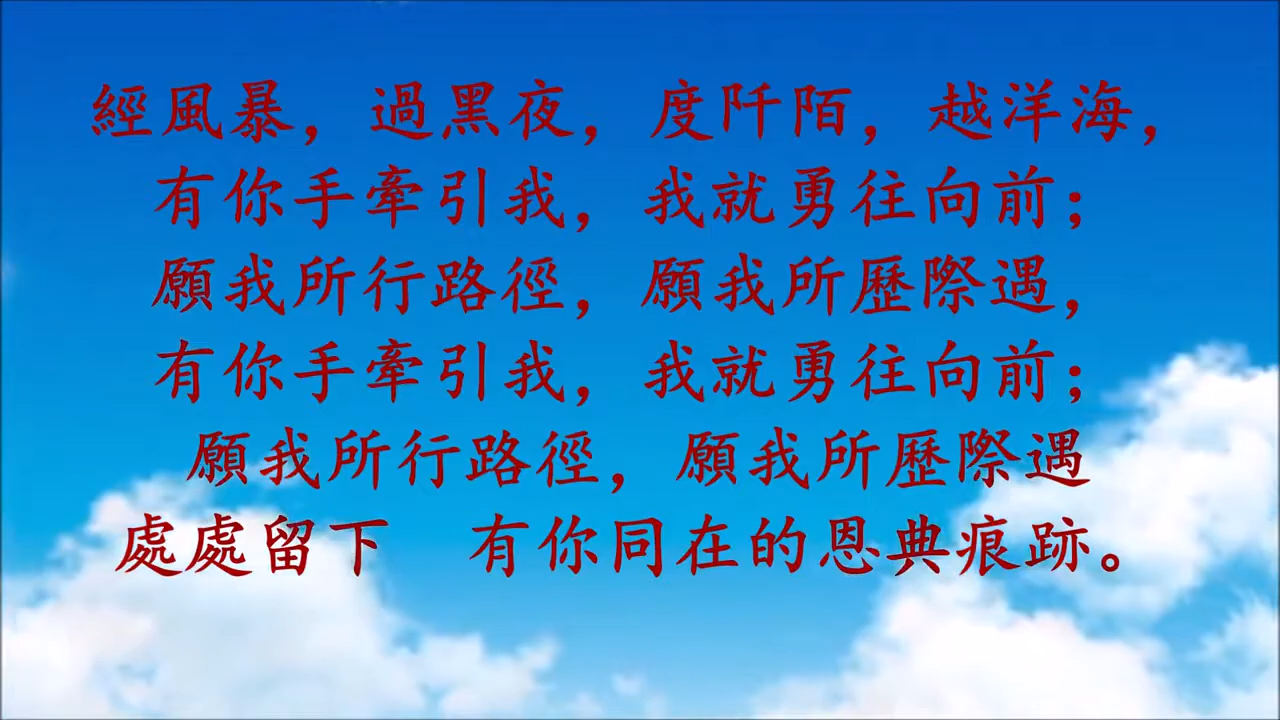 經風暴，過黑夜，度阡陌，越洋海，
有你手牽引我，我就勇往向前；
願我所行路徑，願我所歷際遇，
有你手牽引我，我就勇往向前；
願我所行路徑，願我所歷際遇
處處留下　有你同在的恩典痕跡。